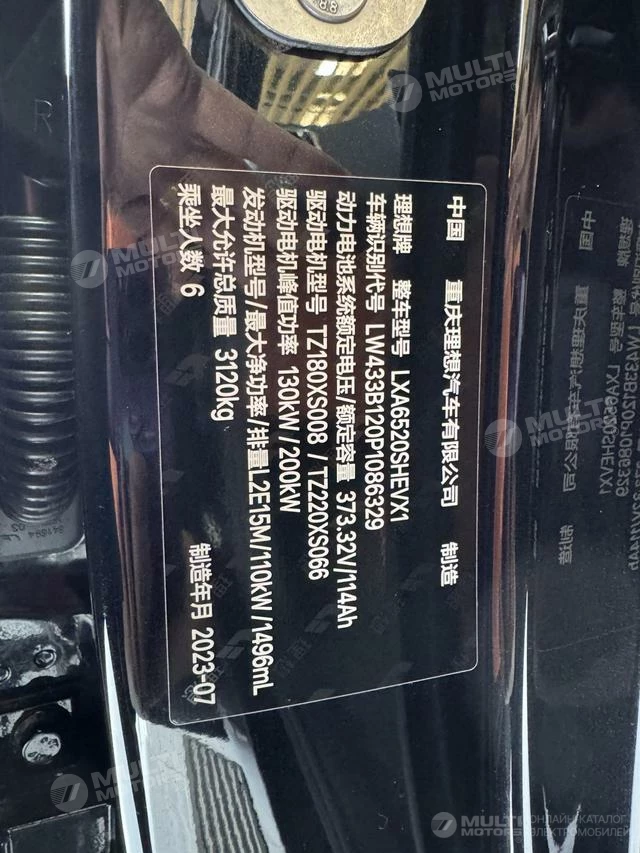 中国 重庆理想汽车有限公司 制造
理想牌 整车型号 LXA6520SHEVX1
车辆识别代号 LW433B120P1086329
动力电池系统额定电压/额定容量 373.32V/114Ah
驱动电机型号 TZ180XS008 / TZ220XS066
驱动电机峰值功率 130kW / 200kW
发动机型号/最大净功率/排量L2E15M/110kW/1496mL
最大允许总质量 3120kg
乘坐人数 6 制造年月 2023-07
R
MULTI
MOTORS
MULTI
MOTORS
MULTI
MOTORS
MULTI
MOTORS
MULTI
MOTORS
ОНЛАЙН-КАТАЛОГ
ЭЛЕКТРОМОБИЛЕЙ